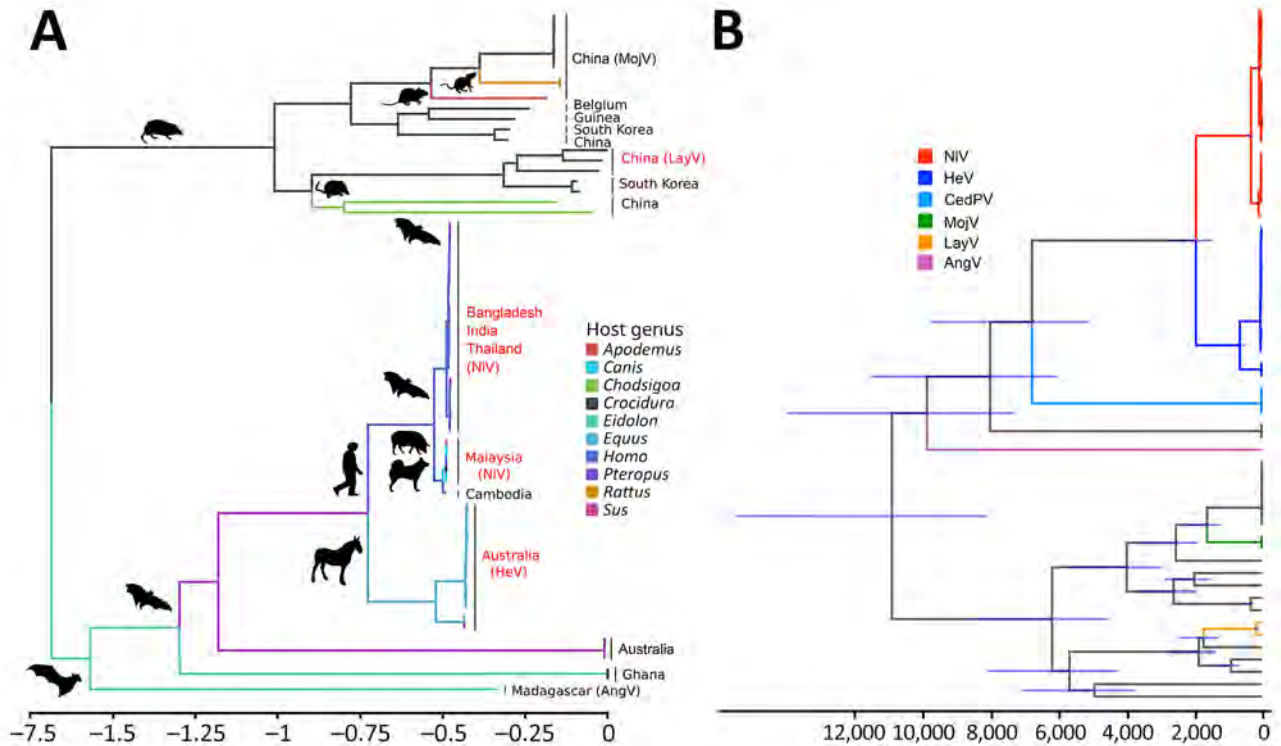 A
China (MojV)
Belgium
Guinea
South Korea
China
China (LayV)
South Korea
China
Bangladesh
India
Thailand
(NiV)
Malaysia
(NiV)
Cambodia
Australia
(HeV)
Australia
Ghana
Madagascar (AngV)
Host genus
Apodemus
Canis
Chodsigoa
Crocidura
Eidolon
Equus
Homo
Pteropus
Rattus
Sus
−7.5
−1.25
−1
−0.75
−0.5
−0.25
0
B
NiV
HeV
CedPV
MojV
LayV
AngV
12,000
10,000
8,000
6,000
4,000
2,000
0